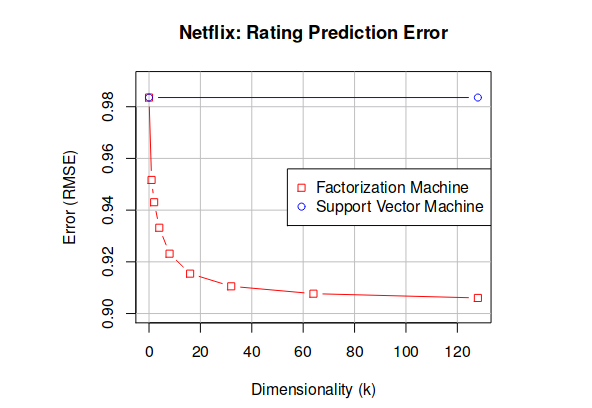 Netflix: Rating Prediction Error
Error (RMSE)
0.98
0.96
0.94
0.92
0.90
Factorization Machine
Support Vector Machine
0 20 40 60 80 100 120
Dimensionality (k)